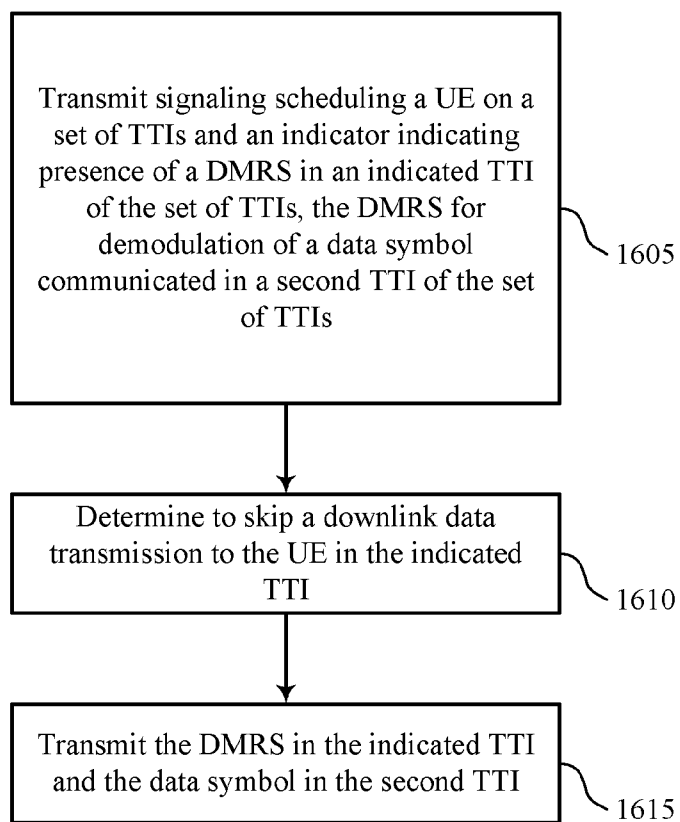 Transmit signaling scheduling a UE on a
set of TTIs and an indicator indicating
presence of a DMRS in an indicated TTI
of the set of TTIs, the DMRS for
demodulation of a data symbol
communicated in a second TTI of the set
of TTIs
1605
Determine to skip a downlink data
transmission to the UE in the indicated
TTI
1610
Transmit the DMRS in the indicated TTI
and the data symbol in the second TTI
1615